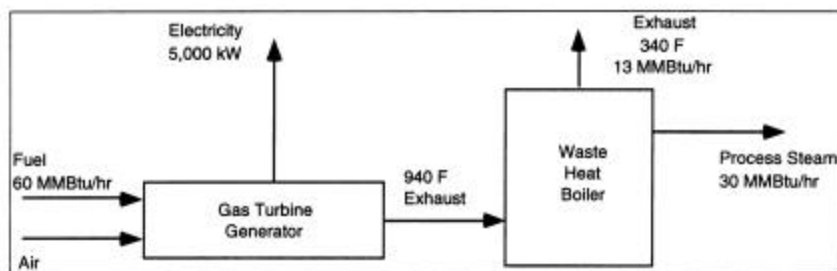 Electricity
5,000 kW
Exhaust
340 F
13 MMBtu/hr
Fuel
60 MMBtu/hr
Air
Gas Turbine
Generator
940 F
Exhaust
Waste
Heat
Boiler
Process Steam
30 MMBtu/hr